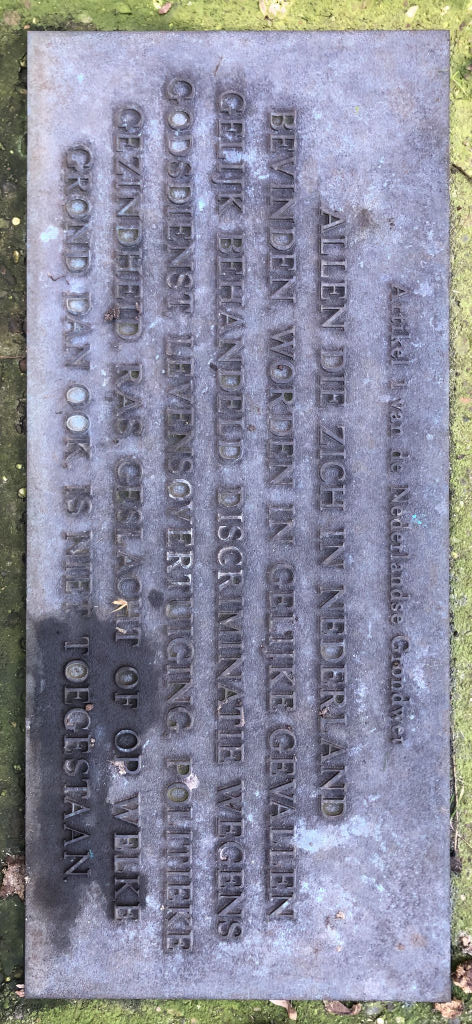 Artikel 1 van de Nederlandse Grondwet
ALLEN DIE ZICH IN NEDERLAND
BEVINDEN, WORDEN IN GELIJKE GEVALLEN
GELIJK BEHANDELD. DISCRIMINATIE WEGENS
GODSDIENST, LEVENSOVERTUIGING, POLITIEKE
GEZINDHEID, RAS, GESLACHT OF OP WELKE
GROND DAN OOK, IS NIET TOEGESTAAN